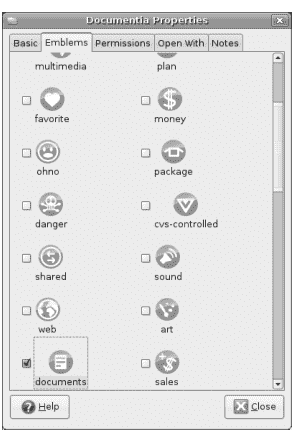 Documentia Properties
Basic Emblems Permissions Open With Notes
multimedia plan
favorite money
ohno package
danger cvs-controlled
shared sound
web art
documents sales
Help Close